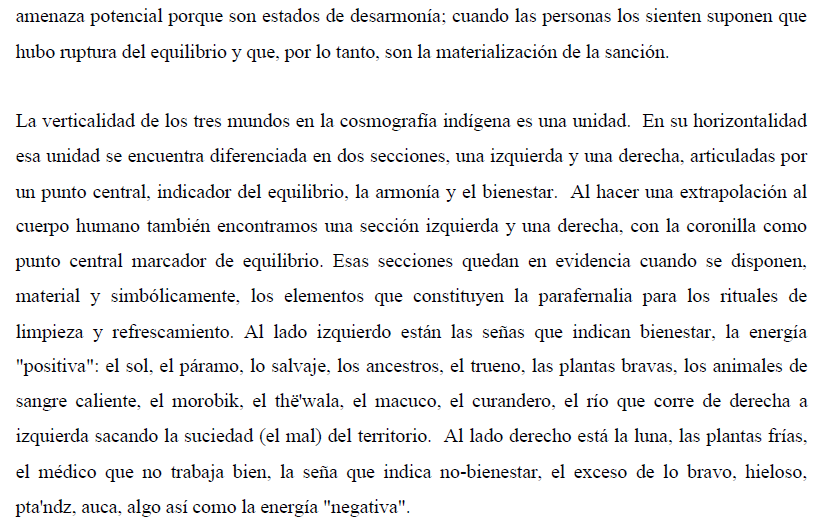 amenaza potencial porque son estados de desarmonía; cuando las personas los sienten suponen que
hubo ruptura del equilibrio y que, por lo tanto, son la materialización de la sanción.
La verticalidad de los tres mundos en la cosmografía indígena es una unidad.  En su horizontalidad
esa unidad se encuentra diferenciada en dos secciones, una izquierda y una derecha, articuladas por
un punto central, indicador del equilibrio, la armonía y el bienestar.  Al hacer una extrapolación al
cuerpo humano también encontramos una sección izquierda y una derecha, con la coronilla como
punto central marcador de equilibrio. Esas secciones quedan en evidencia cuando se disponen,
material y simbólicamente, los elementos que constituyen la parafernalia para los rituales de
limpieza y refrescamiento. Al lado izquierdo están las señas que indican bienestar, la energía
"positiva": el sol, el páramo, lo salvaje, los ancestros, el trueno, las plantas bravas, los animales de
sangre caliente, el morobik, el thë'wala, el macuco, el curandero, el río que corre de derecha a
izquierda sacando la suciedad (el mal) del territorio.  Al lado derecho está la luna, las plantas frías,
el médico que no trabaja bien, la seña que indica no-bienestar, el exceso de lo bravo, hieloso,
pta'ndz, auca, algo así como la energía "negativa".